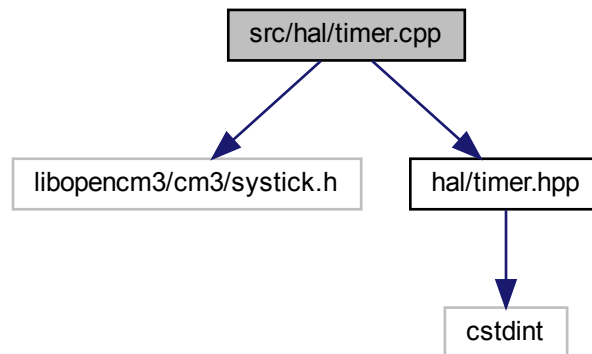 src/hal/timer.cpp
libopencm3/cm3/systick.h
hal/timer.hpp
cstdint